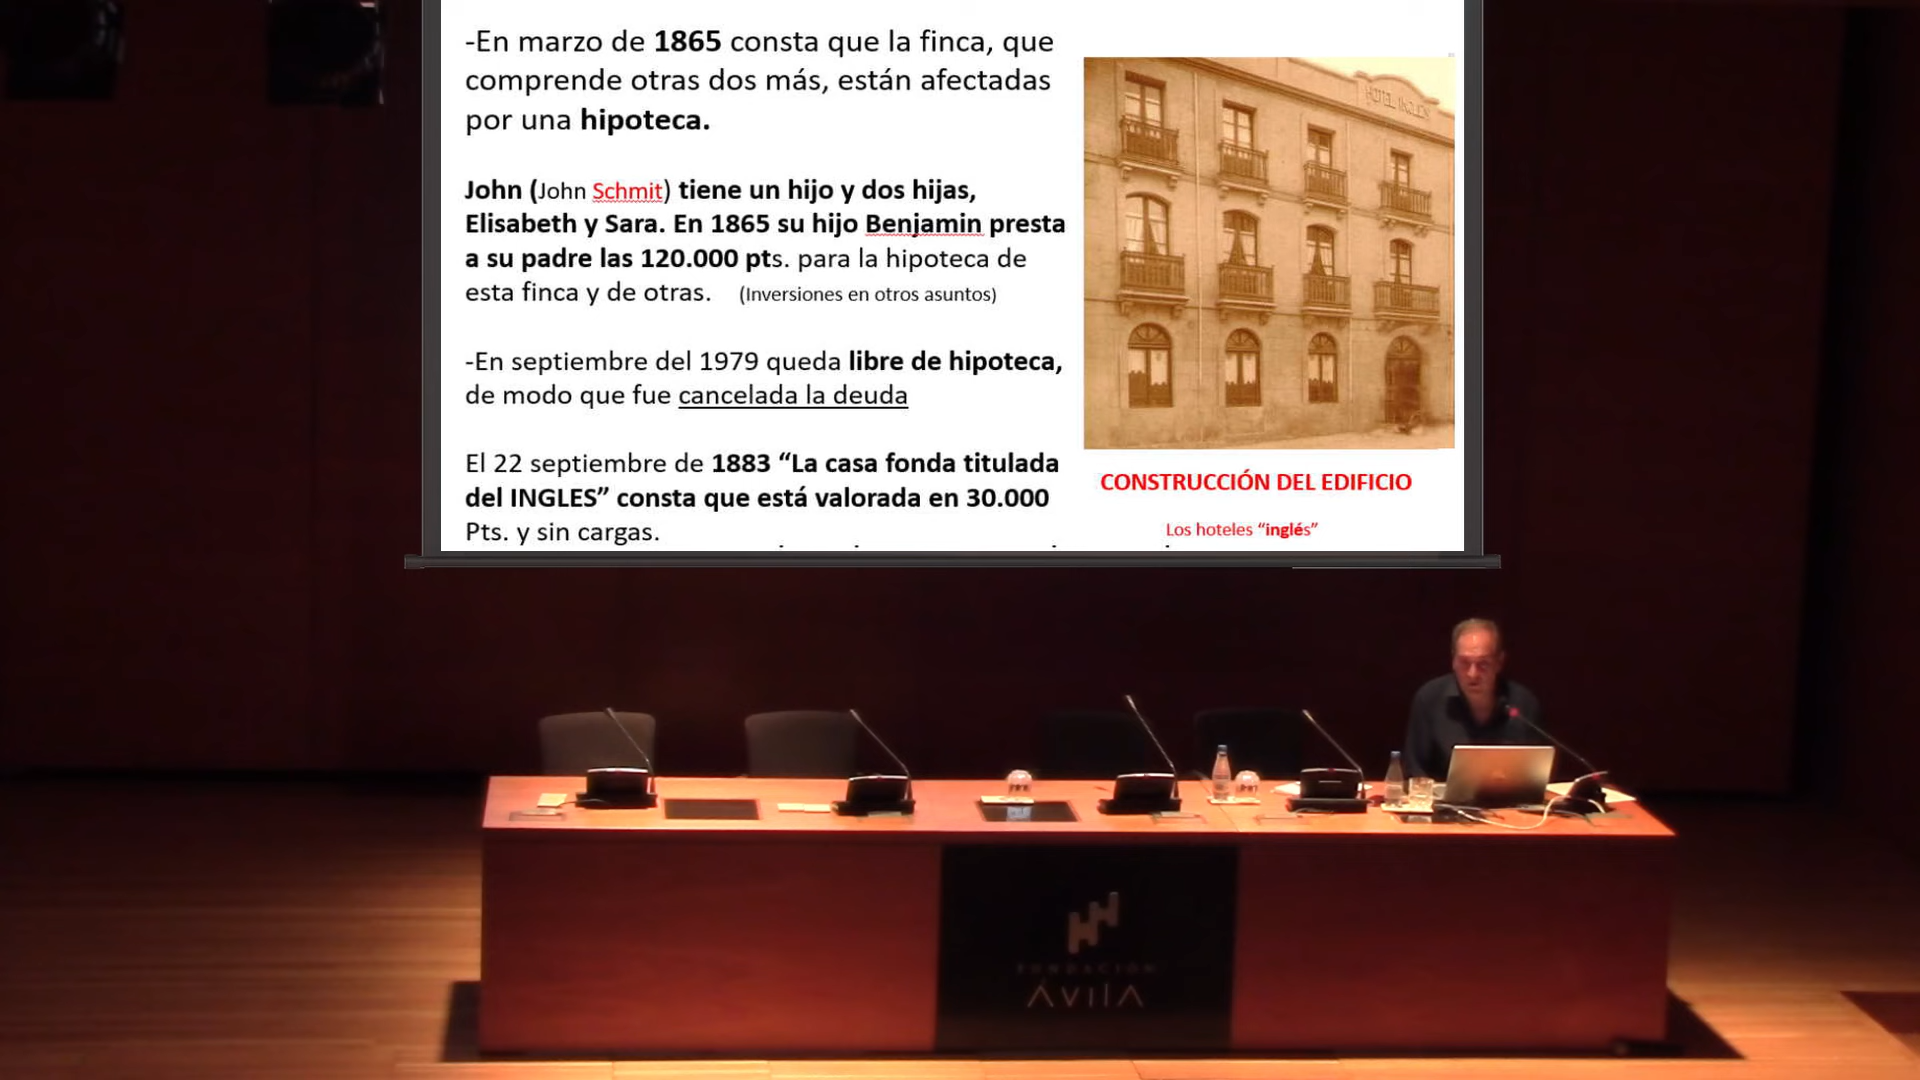 -En marzo de 1865 consta que la finca, que
comprende otras dos más, están afectadas
por una hipoteca.
John (John Schmit) tiene un hijo y dos hijas,
Elisabeth y Sara. En 1865 su hijo Benjamin presta
a su padre las 120.000 pts. para la hipoteca de
esta finca y de otras. (Inversiones en otros asuntos)
-En septiembre del 1979 queda libre de hipoteca,
de modo que fue cancelada la deuda
El 22 septiembre de 1883 “La casa fonda titulada
del INGLES” consta que está valorada en 30.000
Pts. y sin cargas.
HOTEL INGLES
CONSTRUCCIÓN DEL EDIFICIO
Los hoteles “inglés”
FUNDACIÓN
ÁVILA